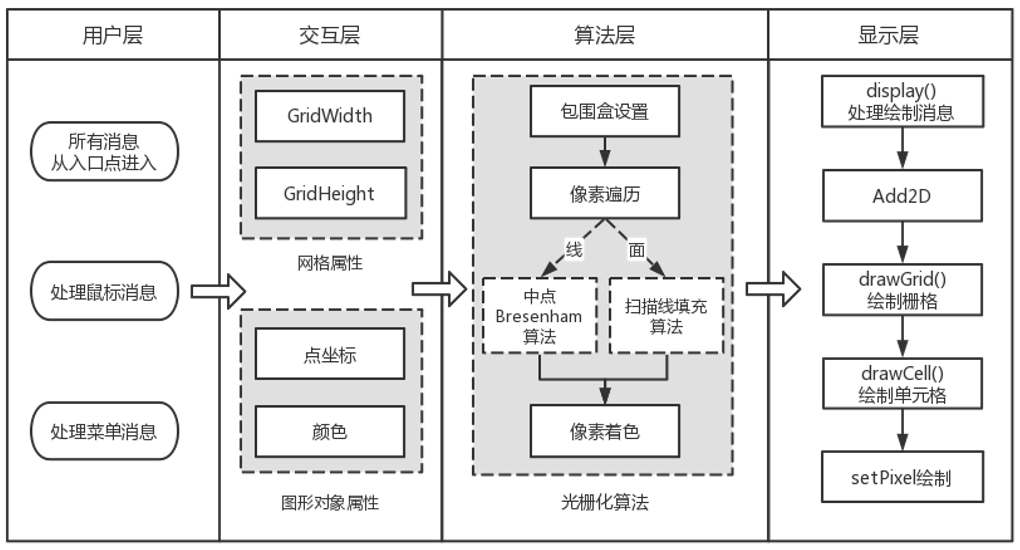 用户层
交互层
算法层
显示层
所有消息
从入口点进入
处理鼠标消息
处理菜单消息
GridWidth
GridHeight
网格属性
点坐标
颜色
图形对象属性
包围盒设置
像素遍历
线
面
中点
Bresenham
算法
扫描线填充
算法
像素着色
光栅化算法
display()
处理绘制消息
Add2D
drawGrid()
绘制栅格
drawCell()
绘制单元格
setPixel绘制